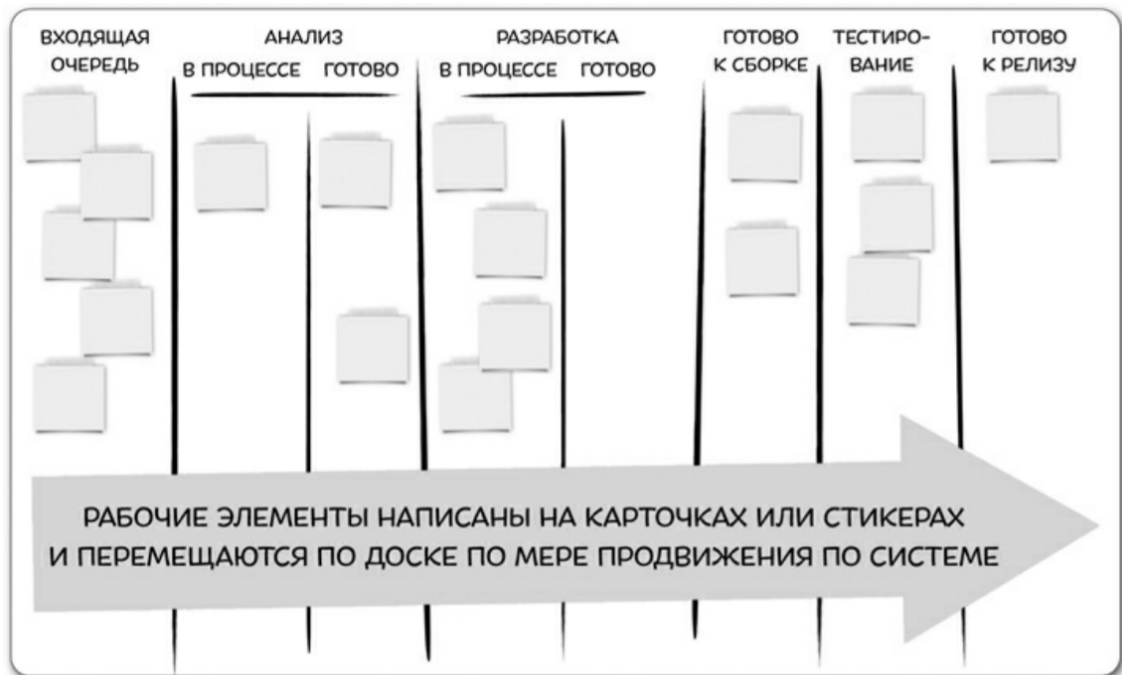 ВХОДЯЩАЯ
ОЧЕРЕДЬ
АНАЛИЗ
В ПРОЦЕССЕ ГОТОВО
РАЗРАБОТКА
В ПРОЦЕССЕ ГОТОВО
ГОТОВО
К СБОРКЕ
ТЕСТИРО-
ВАНИЕ
ГОТОВО
К РЕЛИЗУ
РАБОЧИЕ ЭЛЕМЕНТЫ НАПИСАНЫ НА КАРТОЧКАХ ИЛИ СТИКЕРАХ
И ПЕРЕМЕЩАЮТСЯ ПО ДОСКЕ ПО МЕРЕ ПРОДВИЖЕНИЯ ПО СИСТЕМЕ